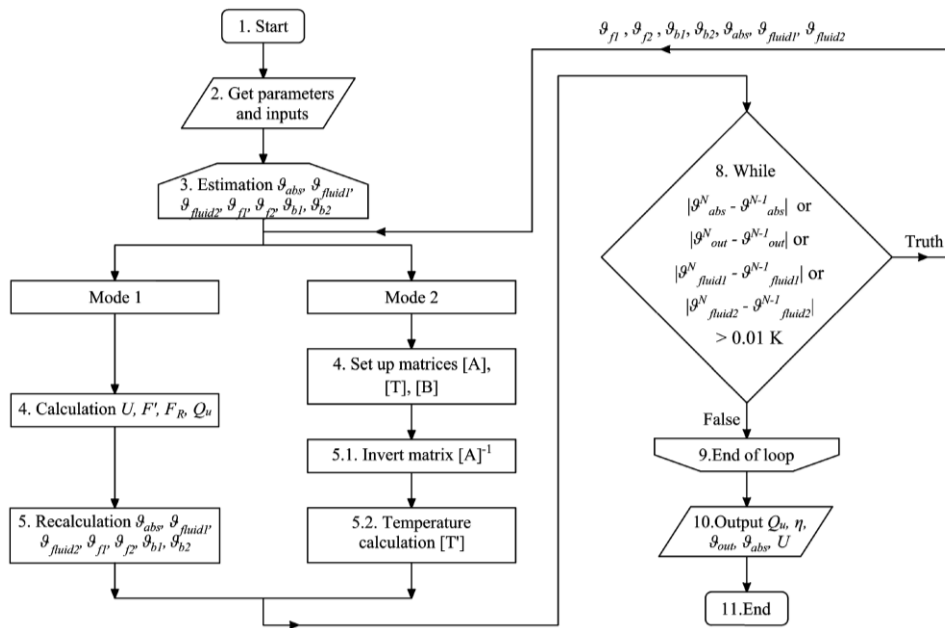 1. Start
2. Get parameters
and inputs
3. Estimation ϑabs, ϑfluid1,
ϑfluid2, ϑf1, ϑf2, ϑb1, ϑb2
Mode 1
4. Calculation U, F', FR, Qu
5. Recalculation ϑabs, ϑfluid1,
ϑfluid2, ϑf1, ϑf2, ϑb1, ϑb2
Mode 2
4. Set up matrices [A],
[T], [B]
5.1. Invert matrix [A]⁻¹
5.2. Temperature
calculation [T']
ϑf1 , ϑf2 , ϑb1, ϑb2, ϑabs, ϑfluid1, ϑfluid2
8. While
|ϑᴺabs - ϑᴺ⁻¹abs| or
|ϑᴺout - ϑᴺ⁻¹out| or
|ϑᴺfluid1 - ϑᴺ⁻¹fluid1| or
|ϑᴺfluid2 - ϑᴺ⁻¹fluid2|
> 0.01 K
Truth
False
9.End of loop
10.Output Qu, η,
ϑout, ϑabs, U
11.End